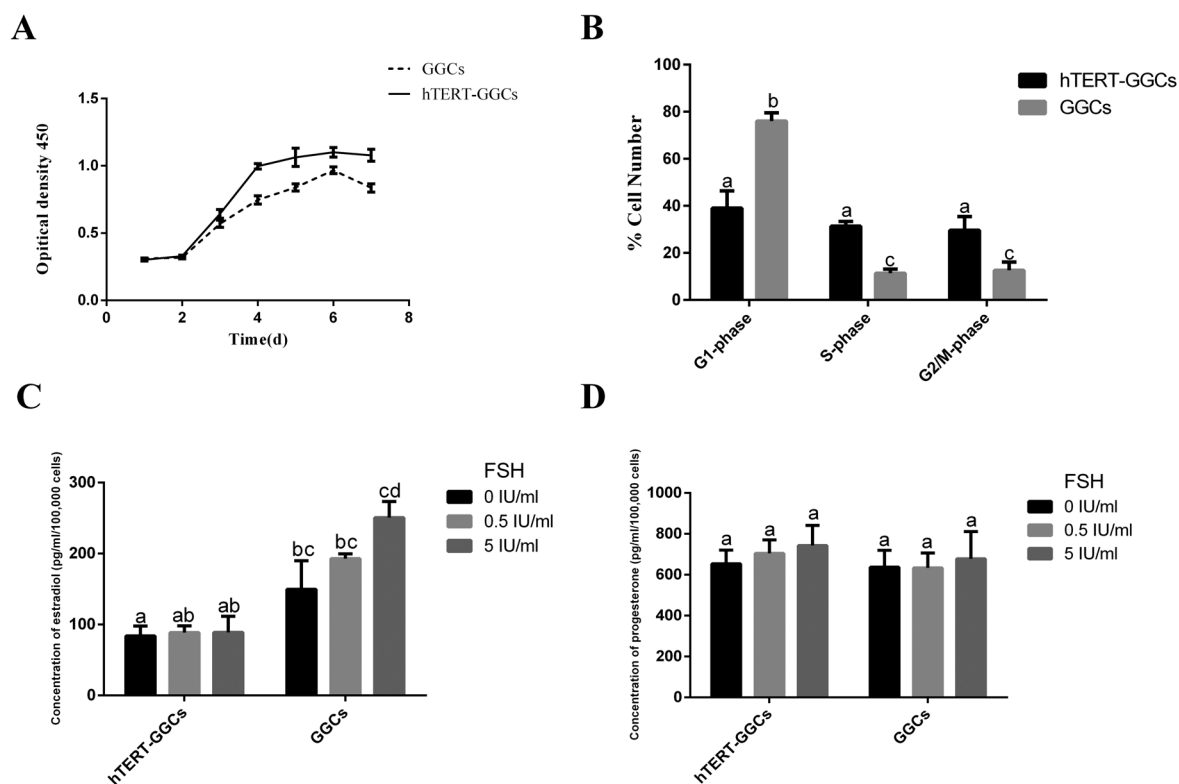 A
GGCs
hTERT-GGCs
Opitical density 450
1.5
1.0
0.5
0.0
0 2 4 6 8
Time(d)
B
hTERT-GGCs
GGCs
% Cell Number
100
80
60
40
20
0
a b a c a c
G1-phase S-phase G2/M-phase
C
FSH
0 IU/ml
0.5 IU/ml
5 IU/ml
Concentration of estradiol (pg/ml/100,000 cells)
300
200
100
0
a ab ab bc bc cd
hTERT-GGCs GGCs
D
FSH
0 IU/ml
0.5 IU/ml
5 IU/ml
Concentration of progesterone (pg/ml/100,000 cells)
1000
800
600
400
200
0
a a a a a a
hTERT-GGCs GGCs